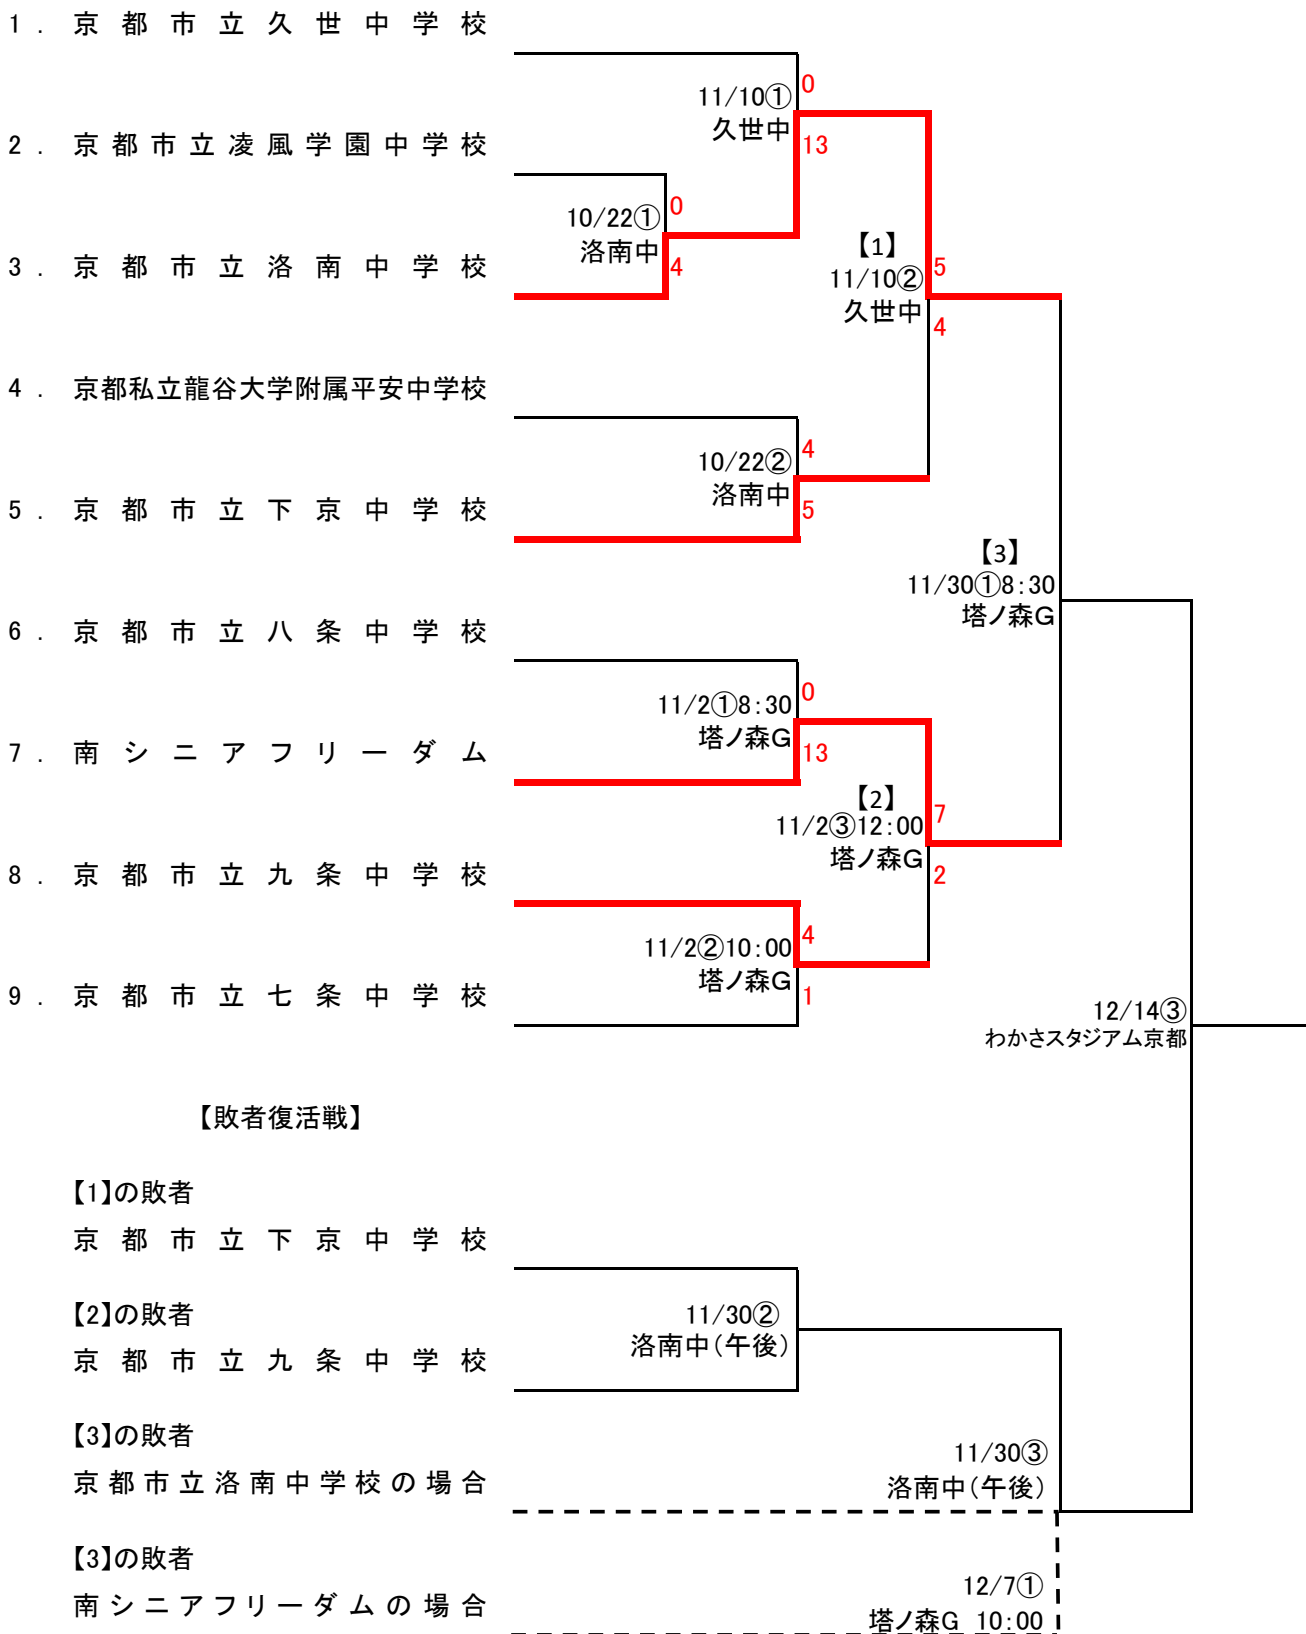 1．京都市立久世中学校
0
11/10①
久世中
2．京都市立凌風学園中学校
13
10/22①
0
洛南中
3．京都市立洛南中学校
4
【1】
11/10②
久世中
5
4
4．京都私立龍谷大学附属平安中学校
10/22②
4
洛南中
5．京都市立下京中学校
5
【3】
11/30①8:30
塔ノ森G
6．京都市立八条中学校
11/2①8:30
0
塔ノ森G
7．南シニアフリーダム
13
【2】
11/2③12:00
7
塔ノ森G
8．京都市立九条中学校
2
11/2②10:00
4
塔ノ森G
9．京都市立七条中学校
1
12/14③
わかさスタジアム京都
【敗者復活戦】
【1】の敗者
京都市立下京中学校
【2】の敗者
11/30②
洛南中(午後)
京都市立九条中学校
【3】の敗者
11/30③
京都市立洛南中学校の場合
洛南中(午後)
【3】の敗者
12/7①
南シニアフリーダムの場合
塔ノ森G 10:00